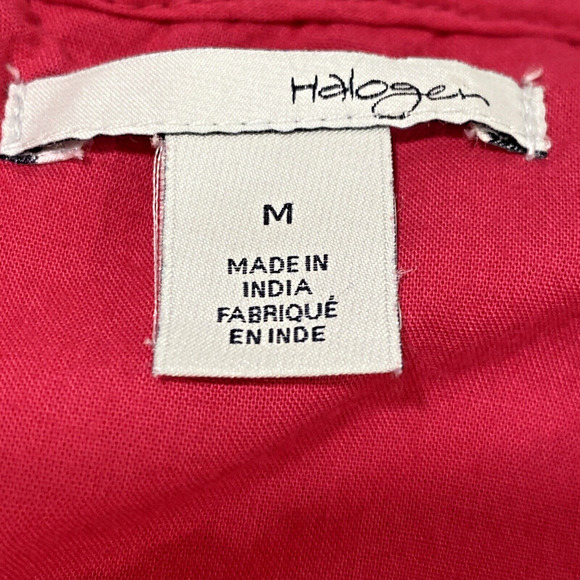 Halogen
M
MADE IN
INDIA
FABRIQUÉ
EN INDE